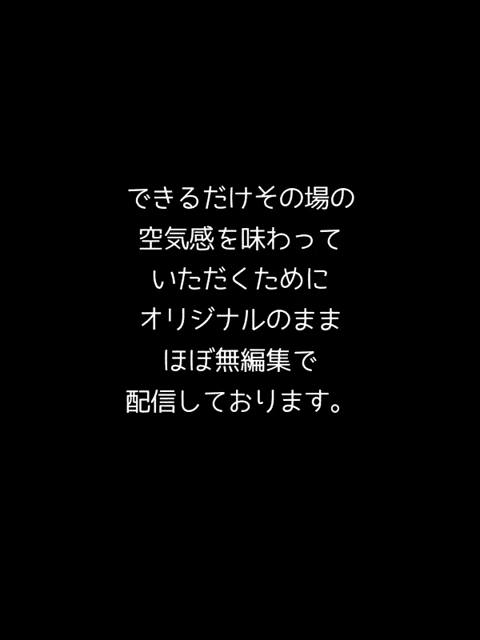 できるだけその場の
空気感を味わって
いただくために
オリジナルのまま
ほぼ無編集で
配信しております。